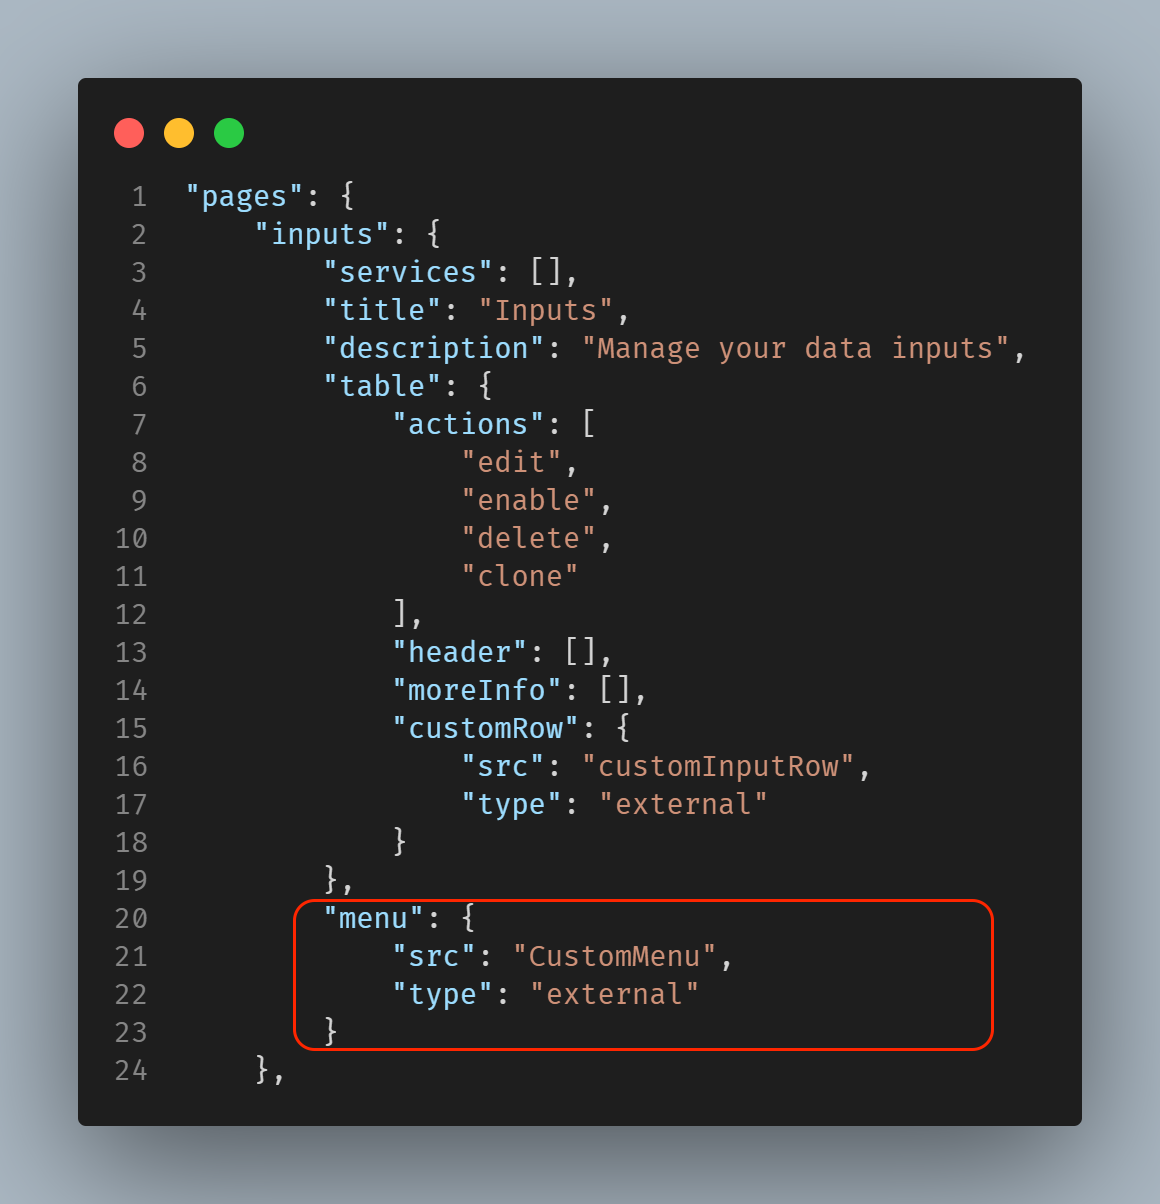 1 "pages": {
2     "inputs": {
3         "services": [],
4         "title": "Inputs",
5         "description": "Manage your data inputs",
6         "table": {
7             "actions": [
8                 "edit",
9                 "enable",
10                 "delete",
11                 "clone"
12             ],
13             "header": [],
14             "moreInfo": [],
15             "customRow": {
16                 "src": "customInputRow",
17                 "type": "external"
18             }
19         },
20         "menu": {
21             "src": "CustomMenu",
22             "type": "external"
23         }
24     },